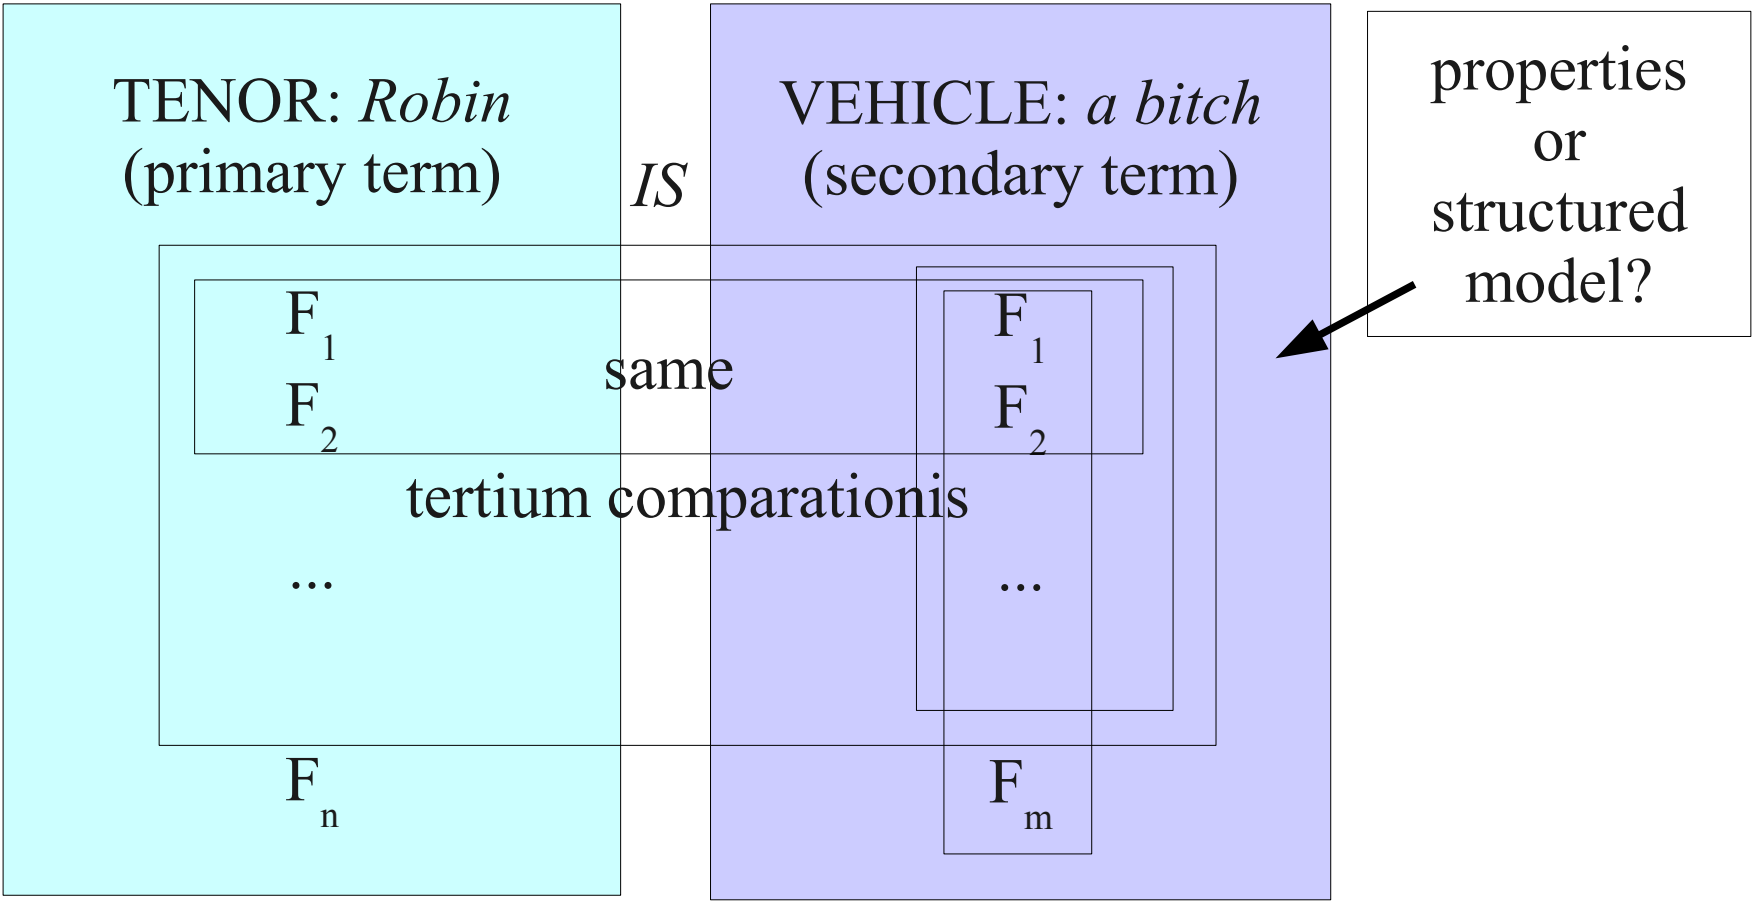 TENOR: Robin
(primary term)
IS
VEHICLE: a bitch
(secondary term)
properties
or
structured
model?
F1
F1
same
F2
F2
tertium comparationis
...
...
Fn
Fm